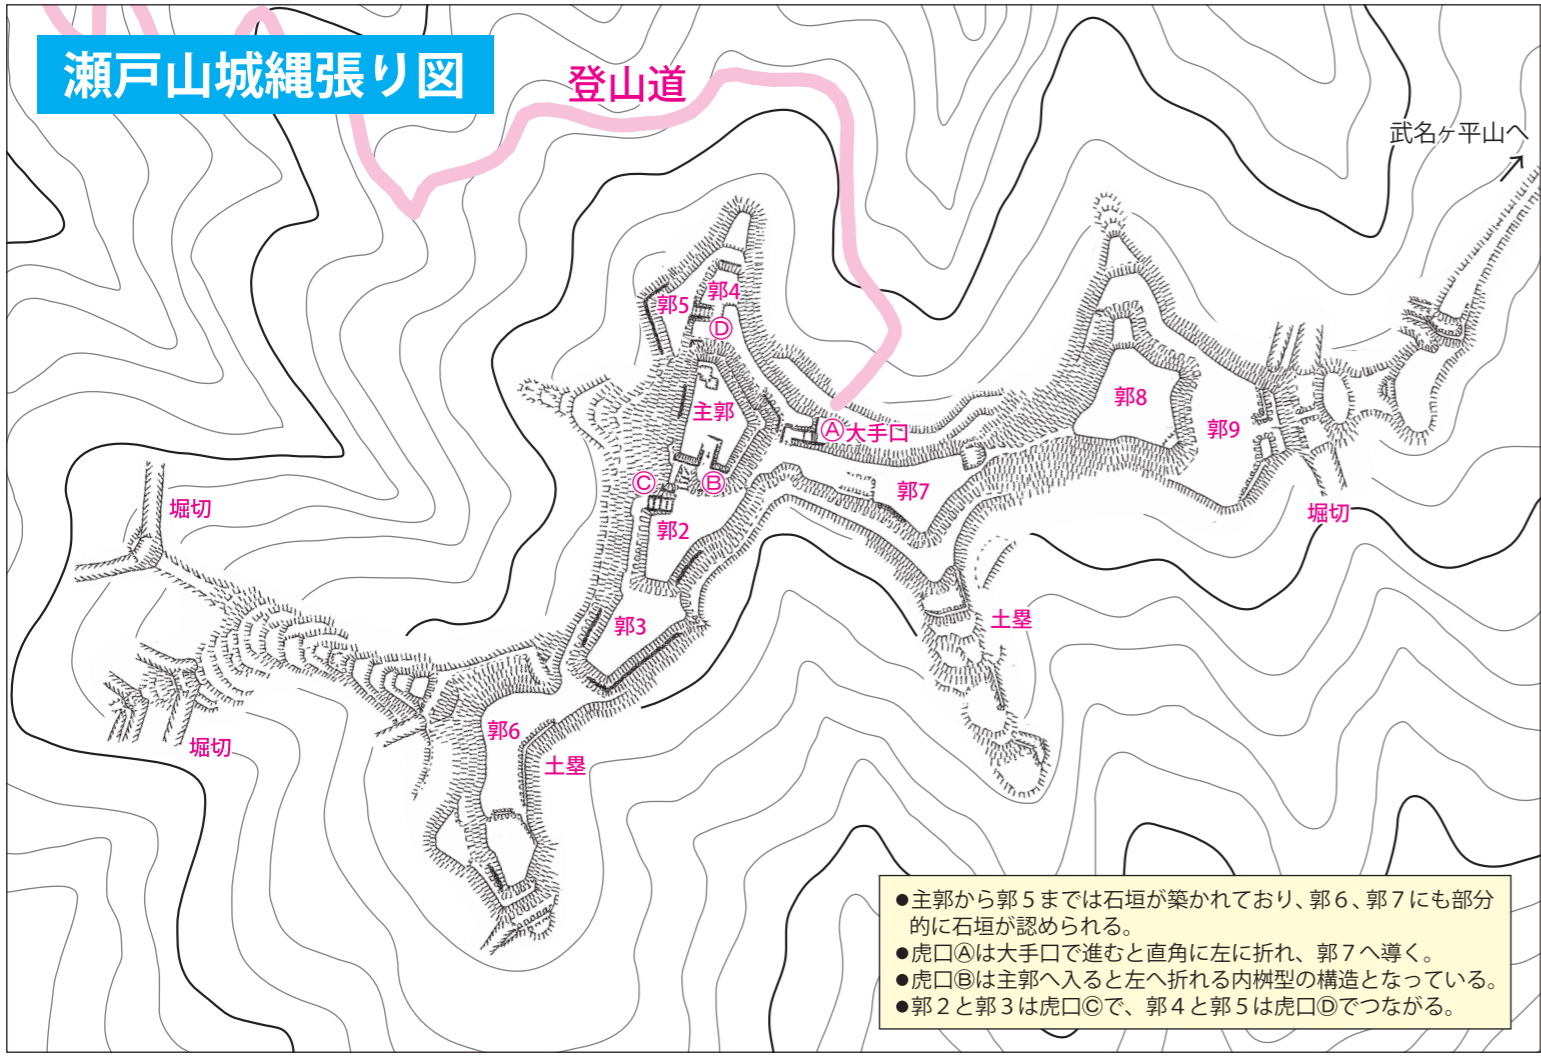 瀬戸山城縄張り図
登山道
武名ヶ平山へ
郭4
郭5
Ⓓ
主郭
Ⓐ大手口
郭8
郭9
Ⓒ
Ⓑ
郭7
堀切
堀切
郭2
郭3
土塁
郭6
堀切
土塁
●主郭から郭５までは石垣が築かれており、郭６、郭７にも部分
的に石垣が認められる。
●虎口Ⓐは大手口で進むと直角に左に折れ、郭７へ導く。
●虎口Ⓑは主郭へ入ると左へ折れる内桝型の構造となっている。
●郭２と郭３は虎口Ⓒで、郭４と郭５は虎口Ⓓでつながる。